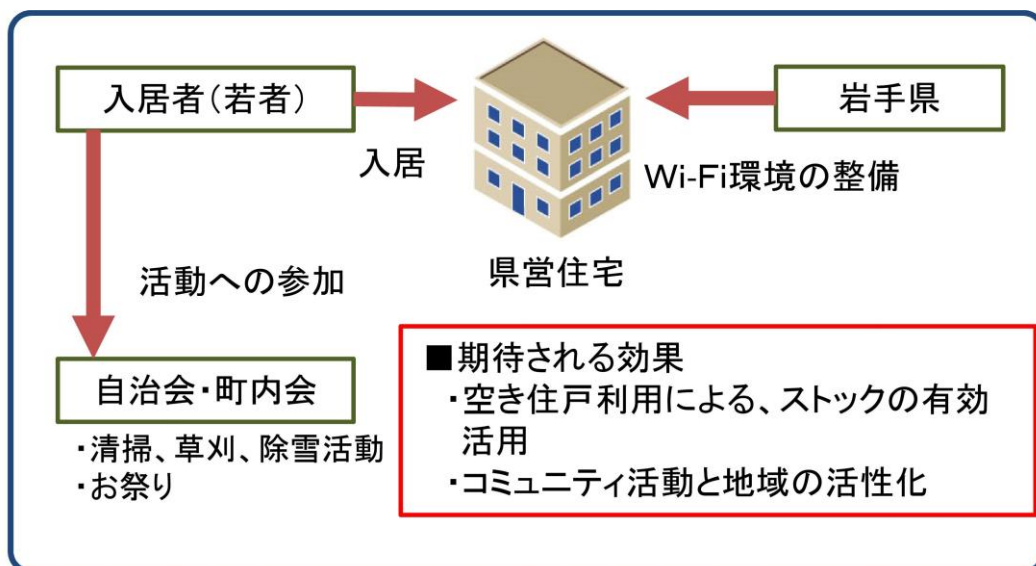 入居者（若者）
岩手県
入居
Wi-Fi環境の整備
県営住宅
活動への参加
自治会・町内会
・清掃、草刈、除雪活動
・お祭り
■期待される効果
・空き住戸利用による、ストックの有効
活用
・コミュニティ活動と地域の活性化